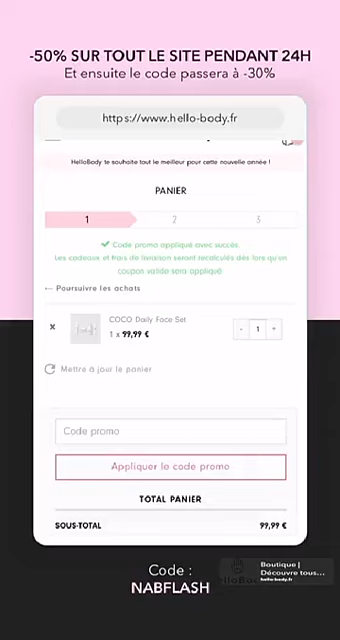 -50% SUR TOUT LE SITE PENDANT 24H
Et ensuite le code passera à -30%
https://www.hello-body.fr
HelloBody te souhaite tout le meilleur pour cette nouvelle année !
PANIER
1 2 3
✓ Code promo appliqué avec succès.
Les cadeaux et frais de livraison seront recalculés dès lors qu'un
coupon valide sera appliqué
← Poursuivre les achats
COCO Daily Face Set
x 1 x 99,99 € - 1 +
Mettre à jour le panier
Code promo
Appliquer le code promo
TOTAL PANIER
SOUS-TOTAL 99,99 €
Boutique |
Découvre tous...
hello-body.fr
Code :
NABFLASH